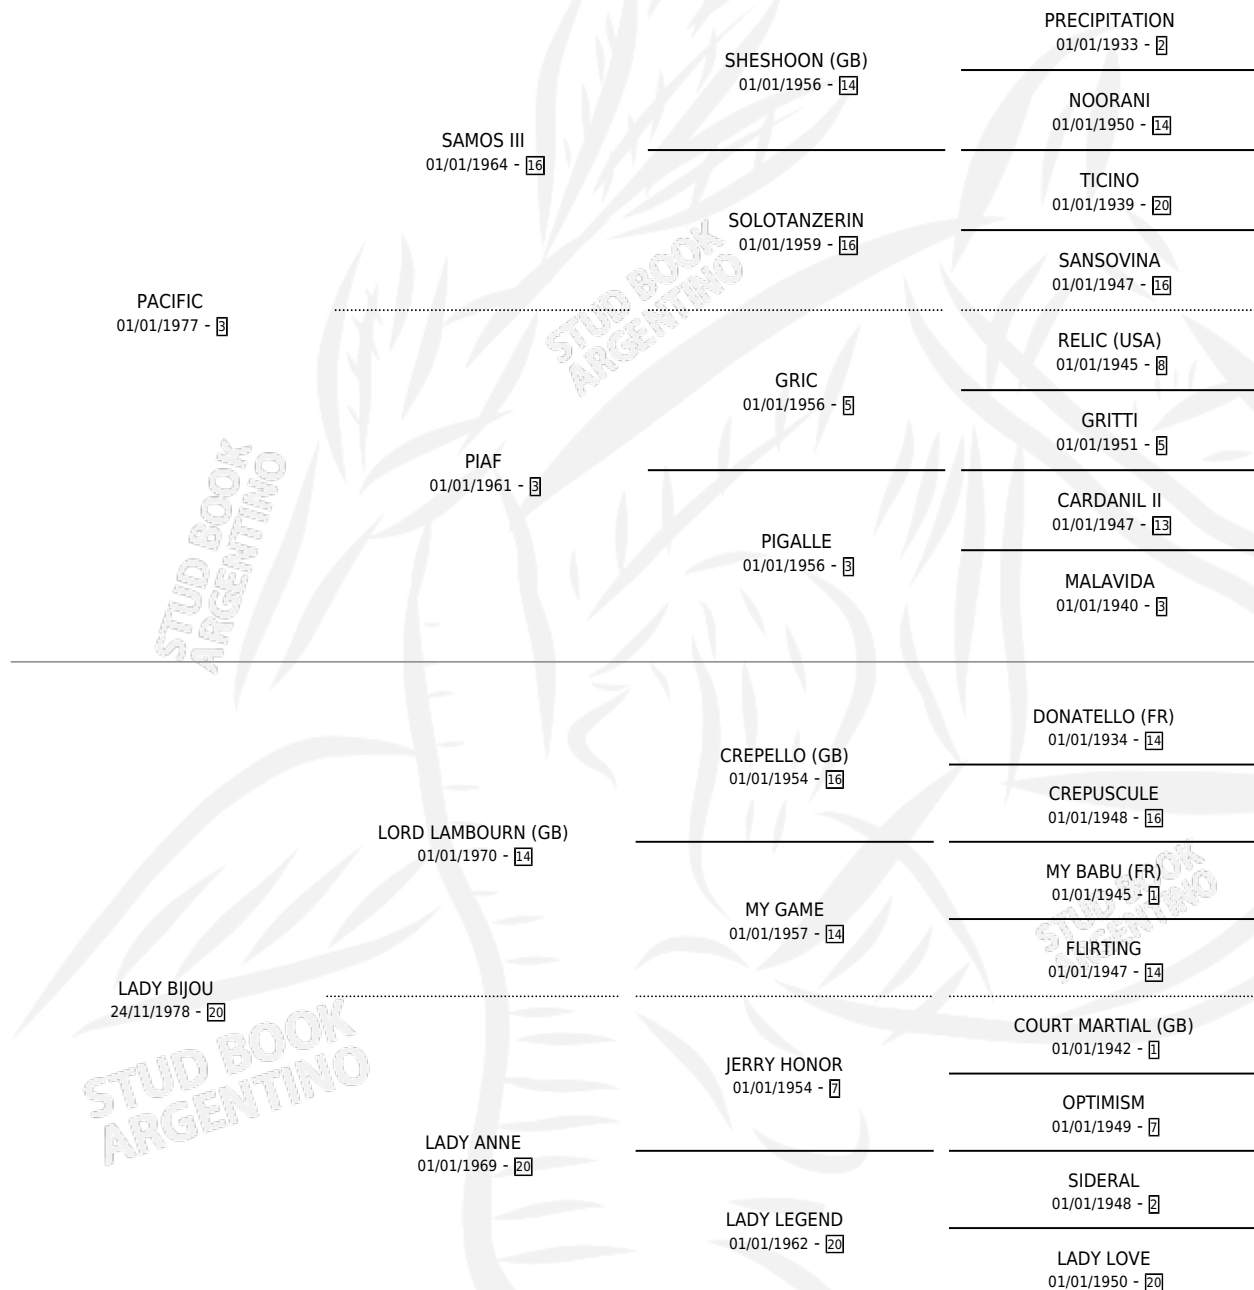 PRECIPITATION
01/01/1933 - 2
SHESHOON (GB)
01/01/1956 - 14
NOORANI
01/01/1950 - 14
SAMOS III
01/01/1964 - 16
TICINO
01/01/1939 - 20
SOLOTANZERIN
01/01/1959 - 16
SANSOVINA
01/01/1947 - 16
PACIFIC
01/01/1977 - 3
RELIC (USA)
01/01/1945 - 8
GRIC
01/01/1956 - 5
GRITTI
01/01/1951 - 5
PIAF
01/01/1961 - 3
CARDANIL II
01/01/1947 - 13
PIGALLE
01/01/1956 - 3
MALAVIDA
01/01/1940 - 3
DONATELLO (FR)
01/01/1934 - 14
CREPELLO (GB)
01/01/1954 - 16
CREPUSCULE
01/01/1948 - 16
LORD LAMBOURN (GB)
01/01/1970 - 14
MY BABU (FR)
01/01/1945 - 1
MY GAME
01/01/1957 - 14
FLIRTING
01/01/1947 - 14
LADY BIJOU
24/11/1978 - 20
COURT MARTIAL (GB)
01/01/1942 - 1
JERRY HONOR
01/01/1954 - 7
OPTIMISM
01/01/1949 - 7
LADY ANNE
01/01/1969 - 20
SIDERAL
01/01/1948 - 2
LADY LEGEND
01/01/1962 - 20
LADY LOVE
01/01/1950 - 20
STUD BOOK
ARGENTINO
STUD BOOK
ARGENTINO
STUD BOOK
ARGENTINO
STUD BOOK
ARGENTINO